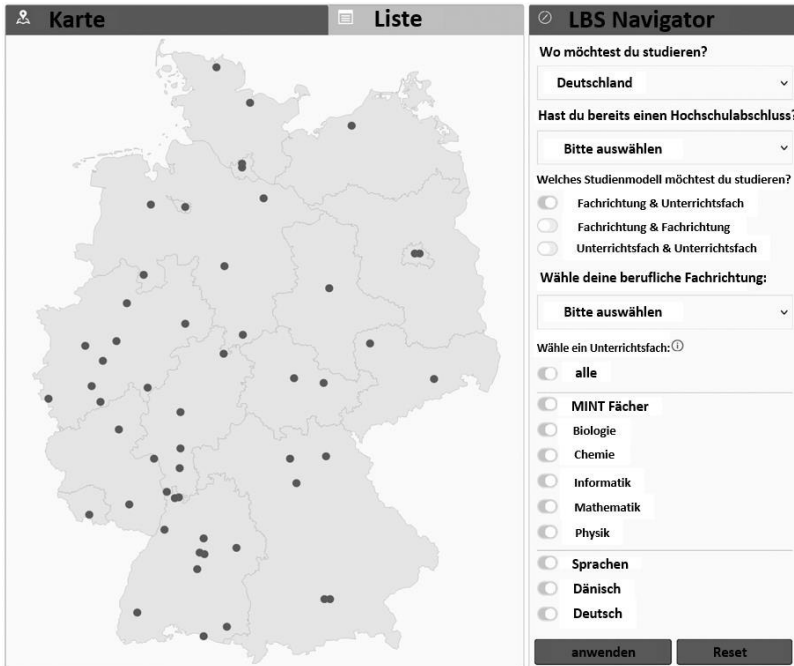 Karte
Liste
LBS Navigator
Wo möchtest du studieren?
Deutschland
Hast du bereits einen Hochschulabschluss?
Bitte auswählen
Welches Studienmodell möchtest du studieren?
Fachrichtung & Unterrichtsfach
Fachrichtung & Fachrichtung
Unterrichtsfach & Unterrichtsfach
Wähle deine berufliche Fachrichtung:
Bitte auswählen
Wähle ein Unterrichtsfach:
alle
MINT Fächer
Biologie
Chemie
Informatik
Mathematik
Physik
Sprachen
Dänisch
Deutsch
anwenden
Reset